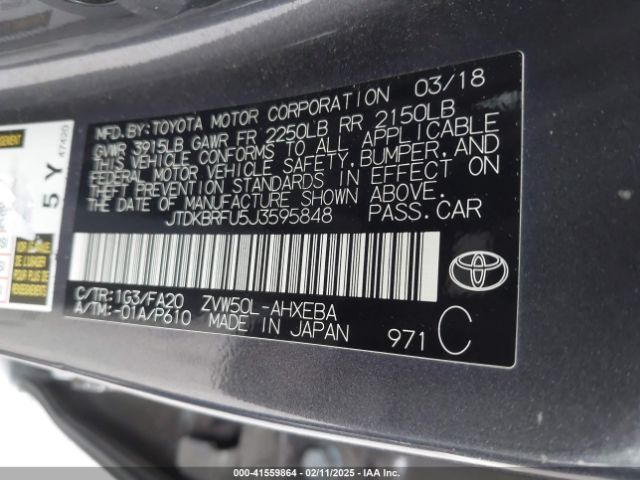 MFD.BY:TOYOTA MOTOR CORPORATION 03/18
GVWR 3915LB GAWR FR 2250LB RR 2150LB
THIS VEHICLE CONFORMS TO ALL APPLICABLE
FEDERAL MOTOR VEHICLE SAFETY,BUMPER,AND
THEFT PREVENTION STANDARDS IN EFFECT ON
THE DATE OF MANUFACTURE SHOWN ABOVE.
JTDKBRFU5J3595848 PASS.CAR
C/TR:1G3/FA20 ZVW50L-AHXEBA
A/TM:-01A/P610 MADE IN JAPAN
971 C
5 Y
47420
02-41559864 / 02/11/2025 / IAA Inc.